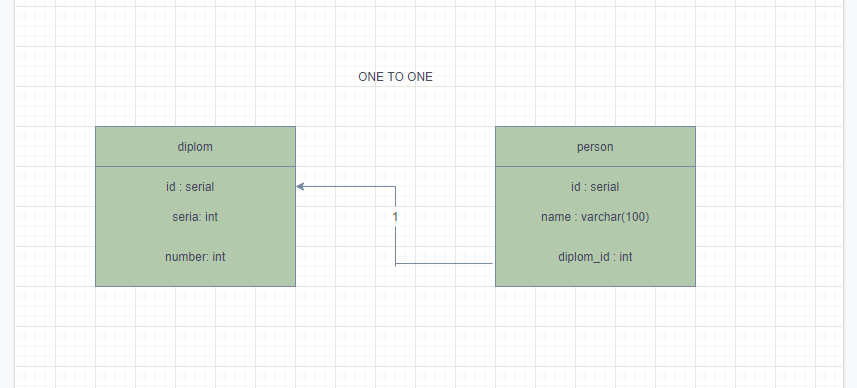 ONE TO ONE
diplom
id : serial
seria: int
number: int
1
person
id : serial
name : varchar(100)
diplom_id : int